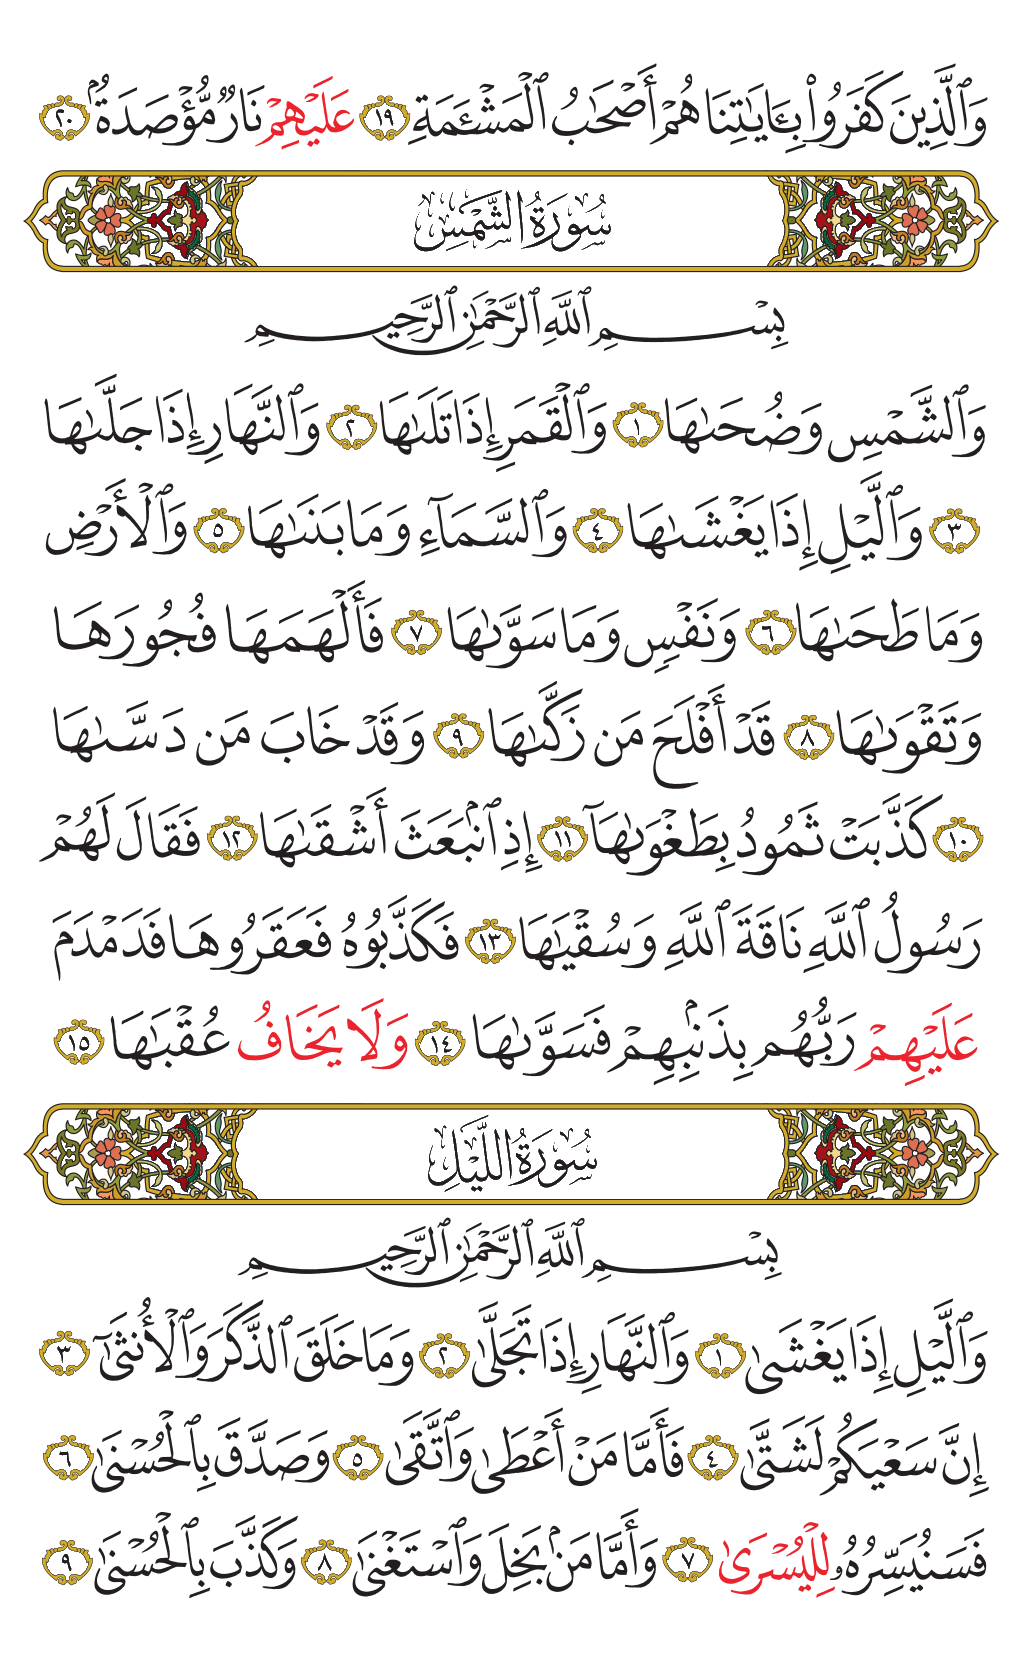 وَٱلَّذِينَ كَفَرُوا۟ بِـَٔايَـٰتِنَا هُمْ أَصْحَـٰبُ ٱلْمَشْـَٔمَةِ ١٩ عَلَيْهِمْ نَارٌ مُّؤْصَدَةٌۢ ٢٠
سُورَةُ الشَّمْسِ
بِسْمِ ٱللَّهِ ٱلرَّحْمَـٰنِ ٱلرَّحِيمِ
وَٱلشَّمْسِ وَضُحَىٰهَا ١ وَٱلْقَمَرِ إِذَا تَلَىٰهَا ٢ وَٱلنَّهَارِ إِذَا جَلَّىٰهَا
٣ وَٱلَّيْلِ إِذَا يَغْشَىٰهَا ٤ وَٱلسَّمَآءِ وَمَا بَنَىٰهَا ٥ وَٱلْأَرْضِ
وَمَا طَحَىٰهَا ٦ وَنَفْسٍ وَمَا سَوَّىٰهَا ٧ فَأَلْهَمَهَا فُجُورَهَا
وَتَقْوَىٰهَا ٨ قَدْ أَفْلَحَ مَن زَكَّىٰهَا ٩ وَقَدْ خَابَ مَن دَسَّىٰهَا
١٠ كَذَّبَتْ ثَمُودُ بِطَغْوَىٰهَآ ١١ إِذِ ٱنۢبَعَثَ أَشْقَىٰهَا ١٢ فَقَالَ لَهُمْ
رَسُولُ ٱللَّهِ نَاقَةَ ٱللَّهِ وَسُقْيَـٰهَا ١٣ فَكَذَّبُوهُ فَعَقَرُوهَا فَدَمْدَمَ
عَلَيْهِمْ رَبُّهُم بِذَنۢبِهِمْ فَسَوَّىٰهَا ١٤ وَلَا يَخَافُ عُقْبَـٰهَا ١٥
سُورَةُ اللَّيْلِ
بِسْمِ ٱللَّهِ ٱلرَّحْمَـٰنِ ٱلرَّحِيمِ
وَٱلَّيْلِ إِذَا يَغْشَىٰ ١ وَٱلنَّهَارِ إِذَا تَجَلَّىٰ ٢ وَمَا خَلَقَ ٱلذَّكَرَ وَٱلْأُنثَىٰٓ ٣
إِنَّ سَعْيَكُمْ لَشَتَّىٰ ٤ فَأَمَّا مَنْ أَعْطَىٰ وَٱتَّقَىٰ ٥ وَصَدَّقَ بِٱلْحُسْنَىٰ ٦
فَسَنُيَسِّرُهُۥ لِلْيُسْرَىٰ ٧ وَأَمَّا مَنۢ بَخِلَ وَٱسْتَغْنَىٰ ٨ وَكَذَّبَ بِٱلْحُسْنَىٰ ٩